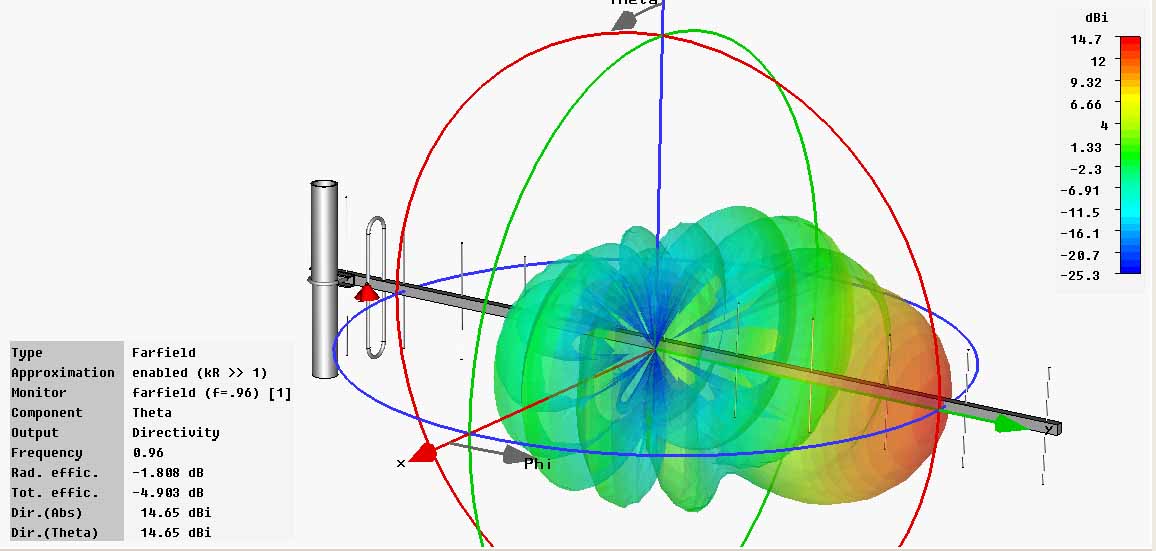 Theta
dBi
14.7
12
9.32
6.66
4
1.33
-2.3
-6.91
-11.5
-16.1
-20.7
-25.3
Type Farfield
Approximation enabled (kR >> 1)
Monitor farfield (f=.96) [1]
Component Theta
Output Directivity
Frequency 0.96
Rad. effic. -1.808 dB
Tot. effic. -4.903 dB
Dir.(Abs) 14.65 dBi
Dir.(Theta) 14.65 dBi
x
Phi
y